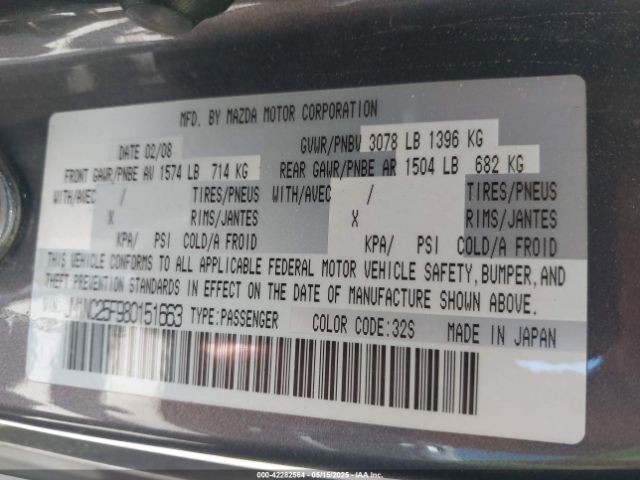 MFD. BY MAZDA MOTOR CORPORATION
DATE 02/08 GVWR/PNBV 3078 LB 1396 KG
FRONT GAWR/PNBE AV 1574 LB 714 KG REAR GAWR/PNBE AR 1504 LB 682 KG
WITH/AVEC / TIRES/PNEUS WITH/AVEC / TIRES/PNEUS
X RIMS/JANTES X RIMS/JANTES
KPA/ PSI COLD/A FROID KPA/ PSI COLD/A FROID
THIS VEHICLE CONFORMS TO ALL APPLICABLE FEDERAL MOTOR VEHICLE SAFETY, BUMPER, AND
THEFT PREVENTION STANDARDS IN EFFECT ON THE DATE OF MANUFACTURE SHOWN ABOVE.
VIN: JM1NC25F980151663 TYPE:PASSENGER COLOR CODE:32S MADE IN JAPAN
000-42282564 - 05/15/2025 - IAA Inc.